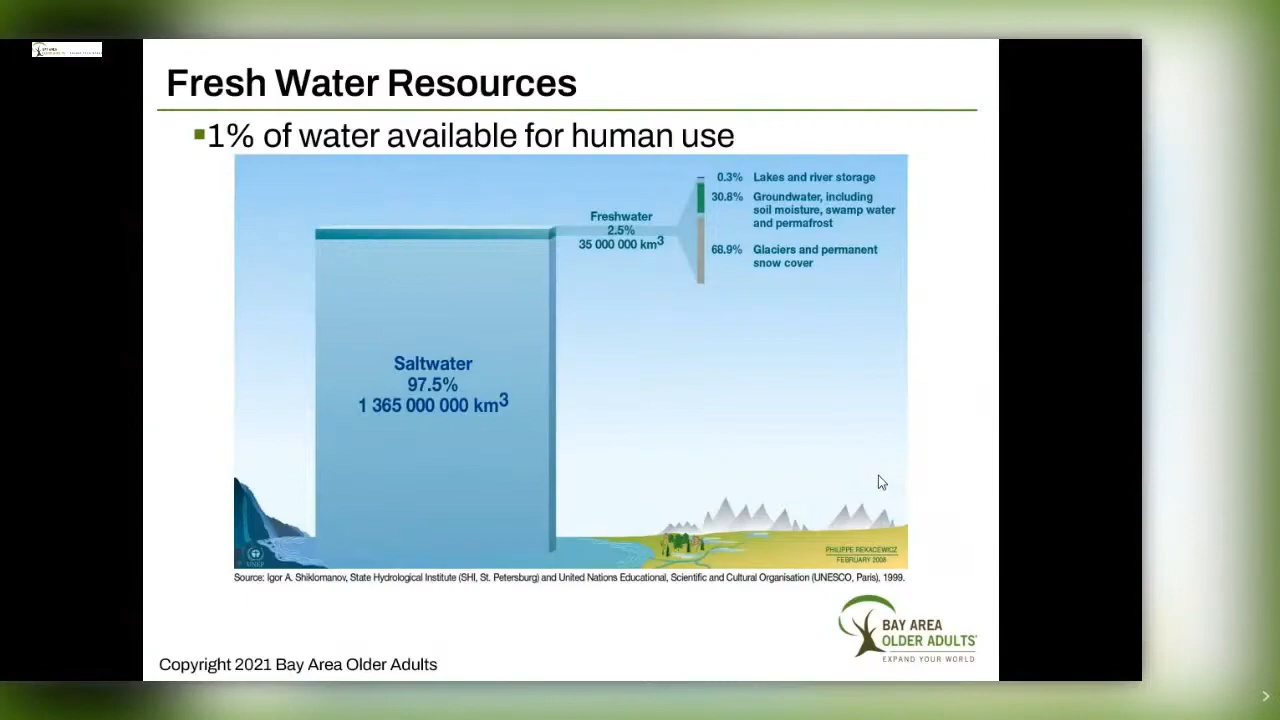 Fresh Water Resources
1% of water available for human use
0.3% Lakes and river storage
30.8% Groundwater, including
soil moisture, swamp water
and permafrost
Freshwater
2.5%
35 000 000 km3
68.9% Glaciers and permanent
snow cover
Saltwater
97.5%
1 365 000 000 km3
PHILIPPE REKACEWICZ
FEBRUARY 2008
UNEP
Source: Igor A. Shiklomanov, State Hydrological Institute (SHI, St. Petersburg) and United Nations Educational, Scientific and Cultural Organisation (UNESCO, Paris), 1999.
BAY AREA
OLDER ADULTS
EXPAND YOUR WORLD
Copyright 2021 Bay Area Older Adults